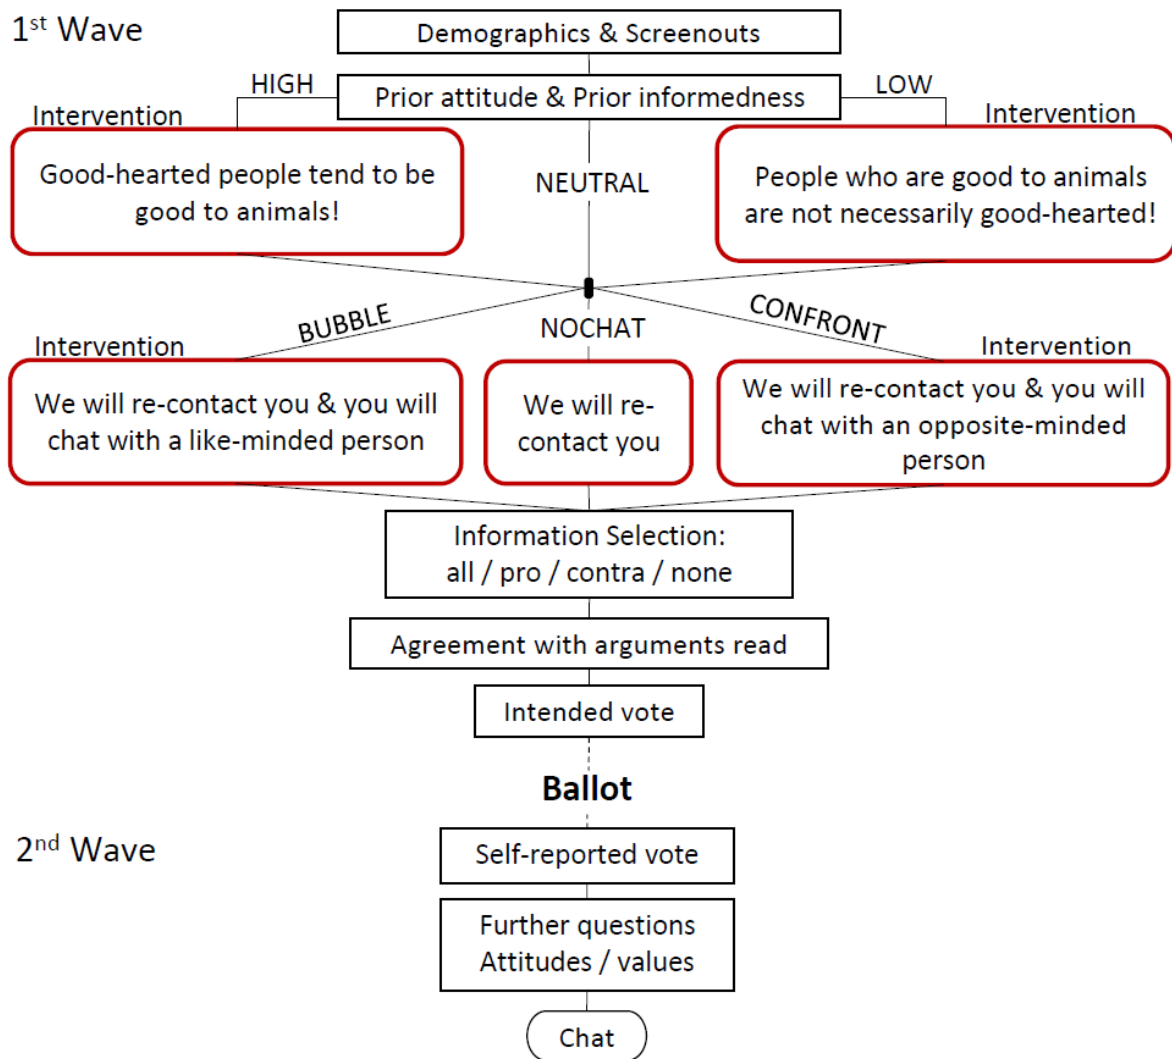 1st Wave
Demographics & Screenouts
HIGH
Prior attitude & Prior informedness
LOW
Intervention
Intervention
Good-hearted people tend to be
good to animals!
NEUTRAL
People who are good to animals
are not necessarily good-hearted!
BUBBLE
NOCHAT
CONFRONT
Intervention
Intervention
We will re-contact you & you will
chat with a like-minded person
We will re-
contact you
We will re-contact you & you will
chat with an opposite-minded
person
Information Selection:
all / pro / contra / none
Agreement with arguments read
Intended vote
Ballot
2nd Wave
Self-reported vote
Further questions
Attitudes / values
Chat